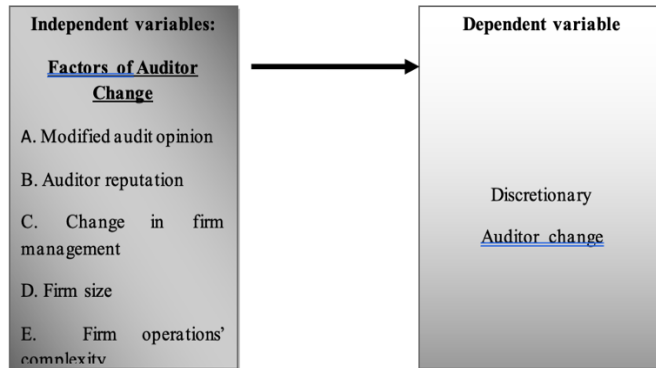 Independent variables:
Factors of Auditor
Change
A. Modified audit opinion
B. Auditor reputation
C. Change in firm
management
D. Firm size
E. Firm operations’
complexity
Dependent variable
Discretionary
Auditor change